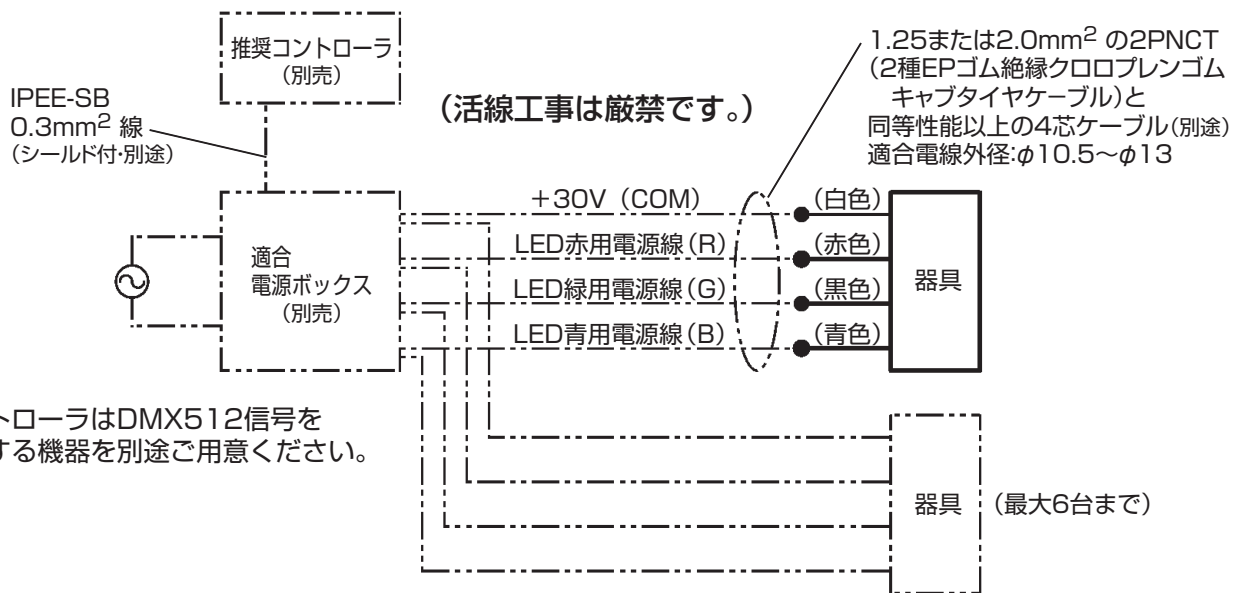 推奨コントローラ
(別売)
IPEE-SB
0.3mm² 線
(シールド付・別途)
(活線工事は厳禁です。)
1.25または2.0mm² の2PNCT
(2種EPゴム絶縁クロロプレンゴム
キャブタイヤケーブル)と
同等性能以上の4芯ケーブル(別途)
適合電線外径:φ10.5～φ13
適合
電源ボックス
(別売)
+30V (COM)
(白色)
LED赤用電源線(R)
(赤色)
LED緑用電源線(G)
(黒色)
LED青用電源線(B)
(青色)
器具
トローラはDMX512信号を
する機器を別途ご用意ください。
器具
(最大6台まで)